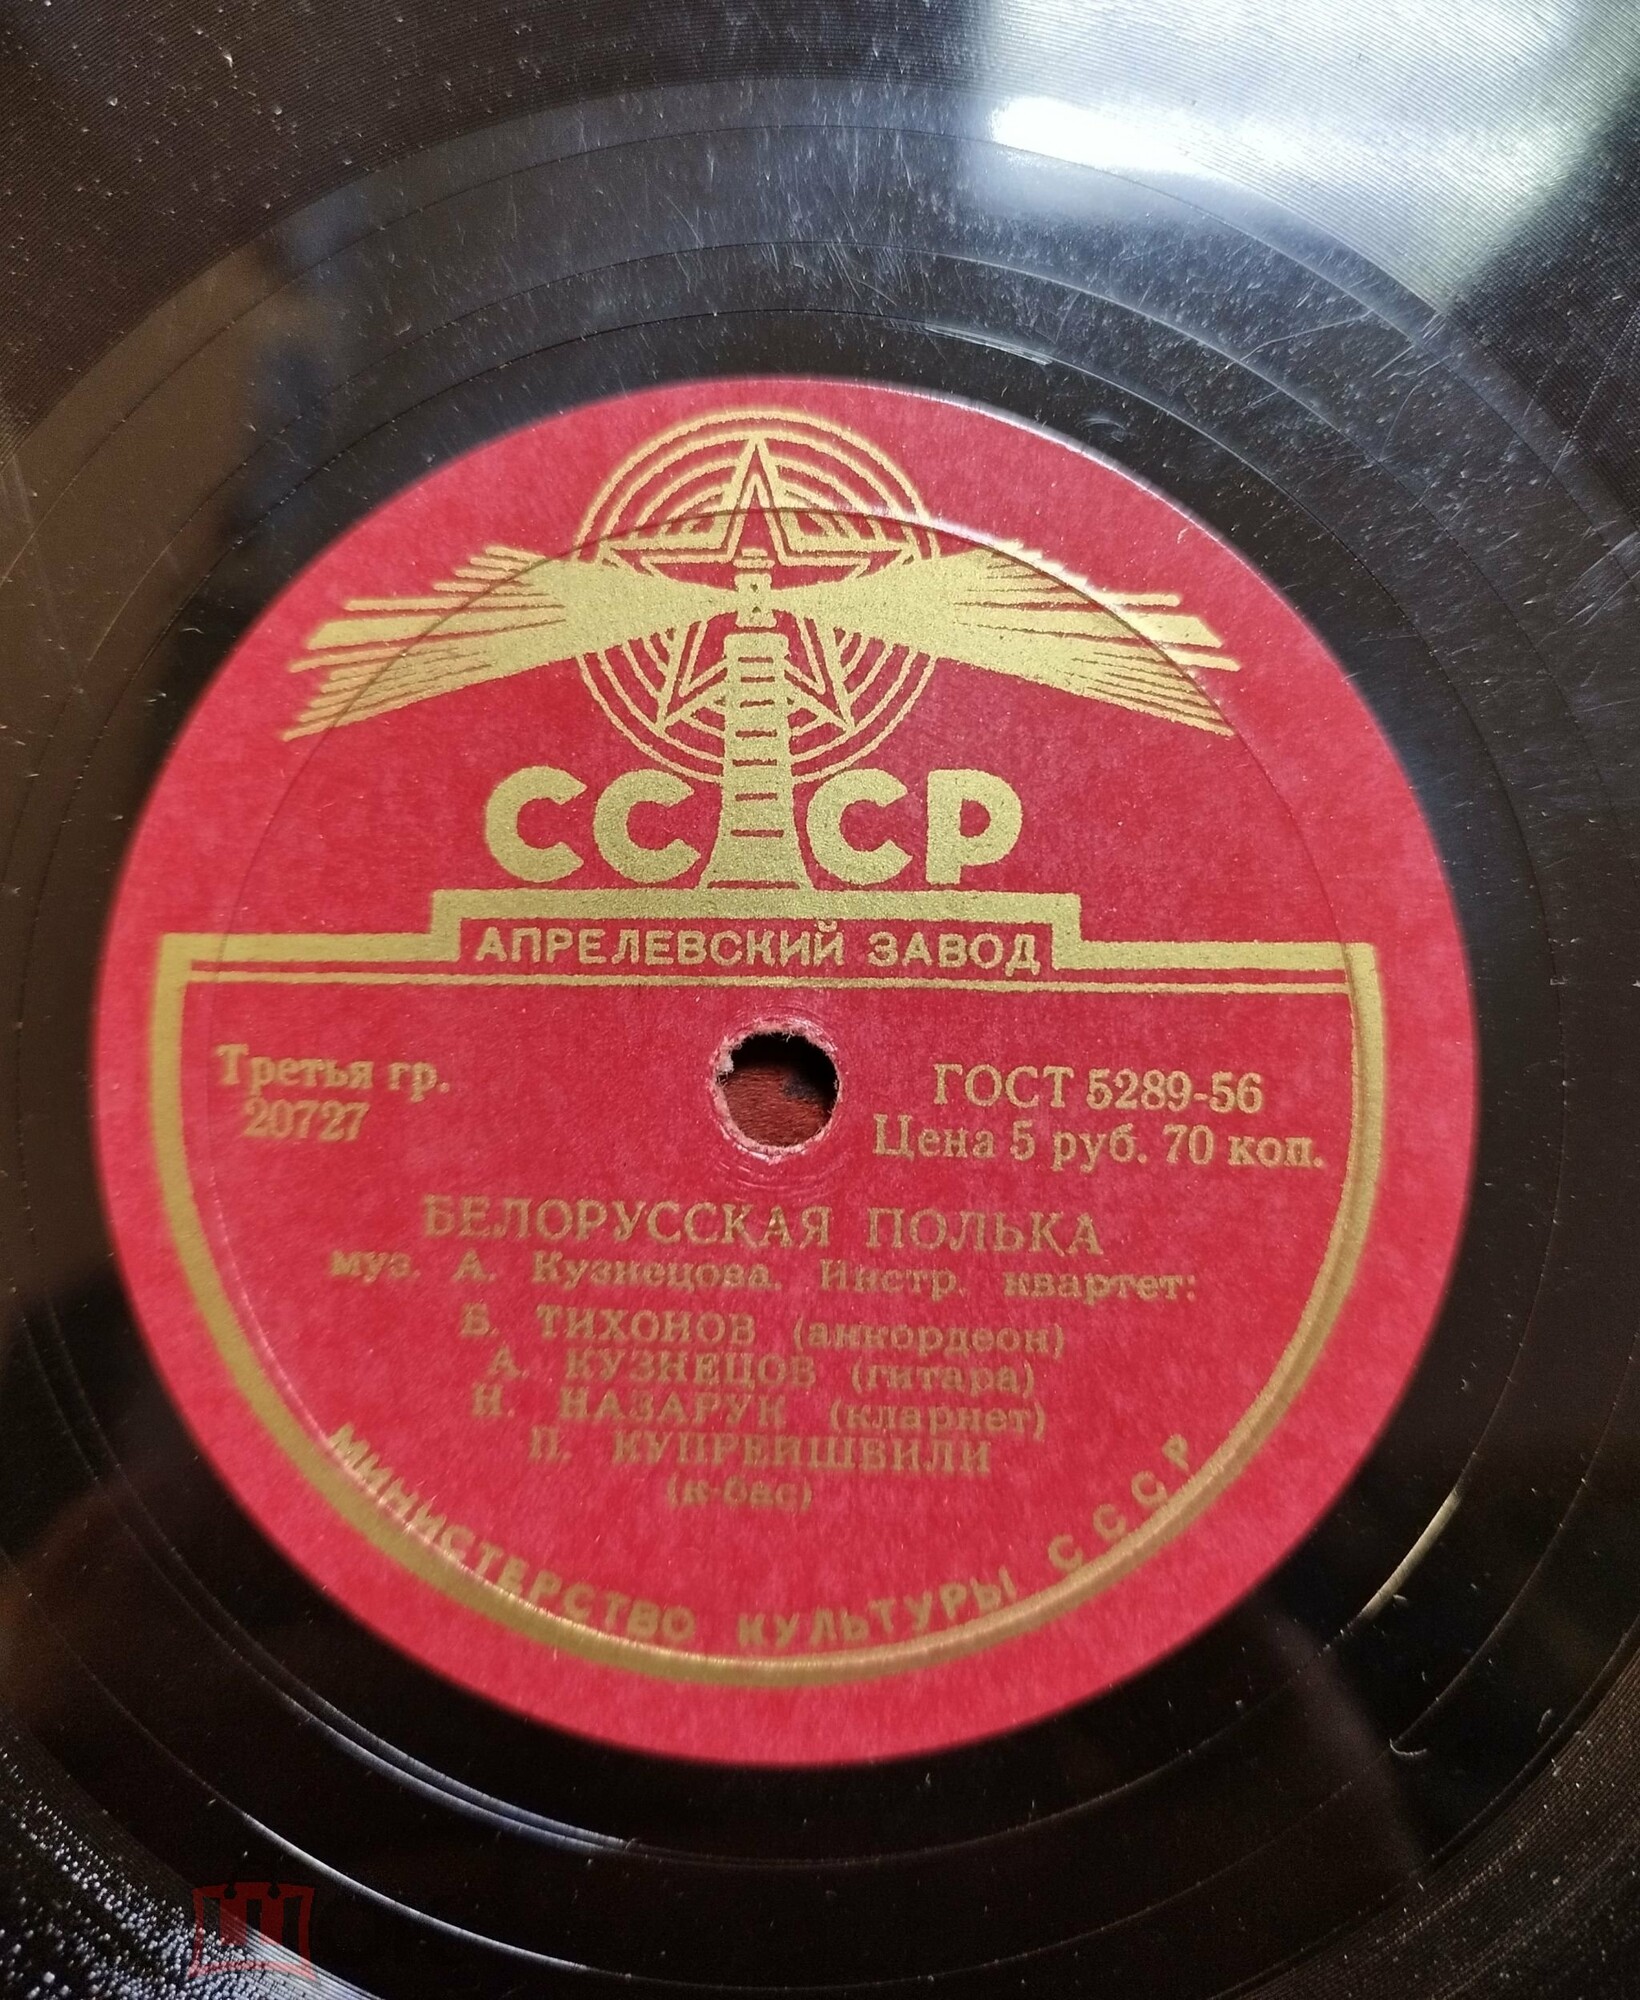 СССР
АПРЕЛЕВСКИЙ ЗАВОД
Третья гр.
20727
ГОСТ 5289-56
Цена 5 руб. 70 коп.
БЕЛОРУССКАЯ ПОЛЬКА
муз. А. Кузнецова. Инстр. квартет:
Б. ТИХОНОВ (аккордеон)
А. КУЗНЕЦОВ (гитара)
Н. НАЗАРУК (кларнет)
П. КУПРЕЙШВИЛИ
(к-бас)
МИНИСТЕРСТВО КУЛЬТУРЫ СССР